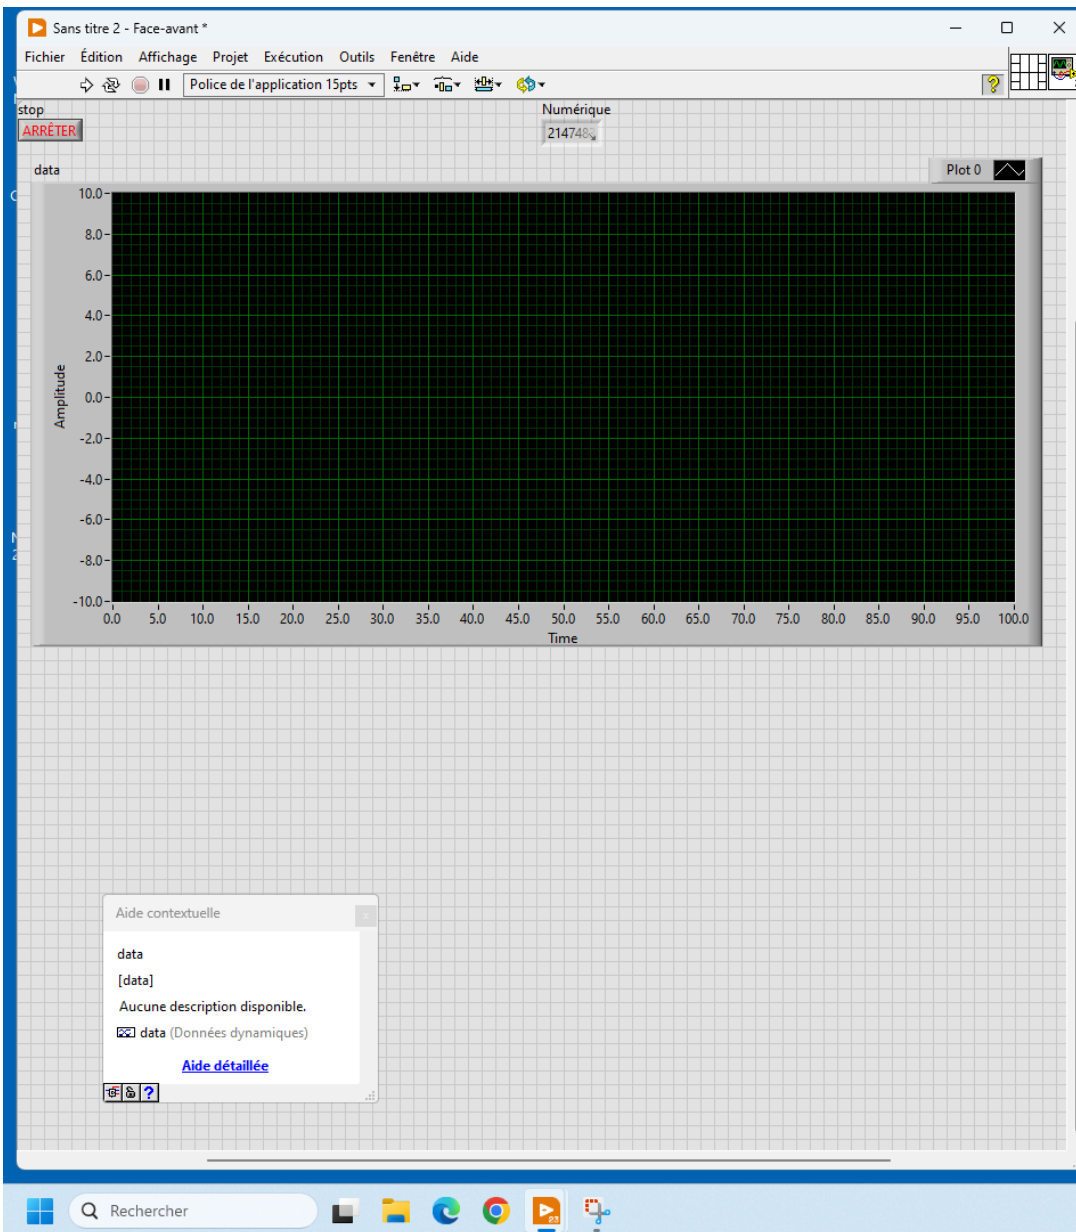 Sans titre 2 - Face-avant *
Fichier Édition Affichage Projet Exécution Outils Fenêtre Aide
Police de l'application 15pts
stop
ARRÊTER
Numérique
data
Plot 0
10.0
8.0
6.0
4.0
2.0
0.0
-2.0
-4.0
-6.0
-8.0
-10.0
Amplitude
0.0 5.0 10.0 15.0 20.0 25.0 30.0 35.0 40.0 45.0 50.0 55.0 60.0 65.0 70.0 75.0 80.0 85.0 90.0 95.0 100.0
Time
Aide contextuelle
data
[data]
Aucune description disponible.
data (Données dynamiques)
Aide détaillée
Rechercher